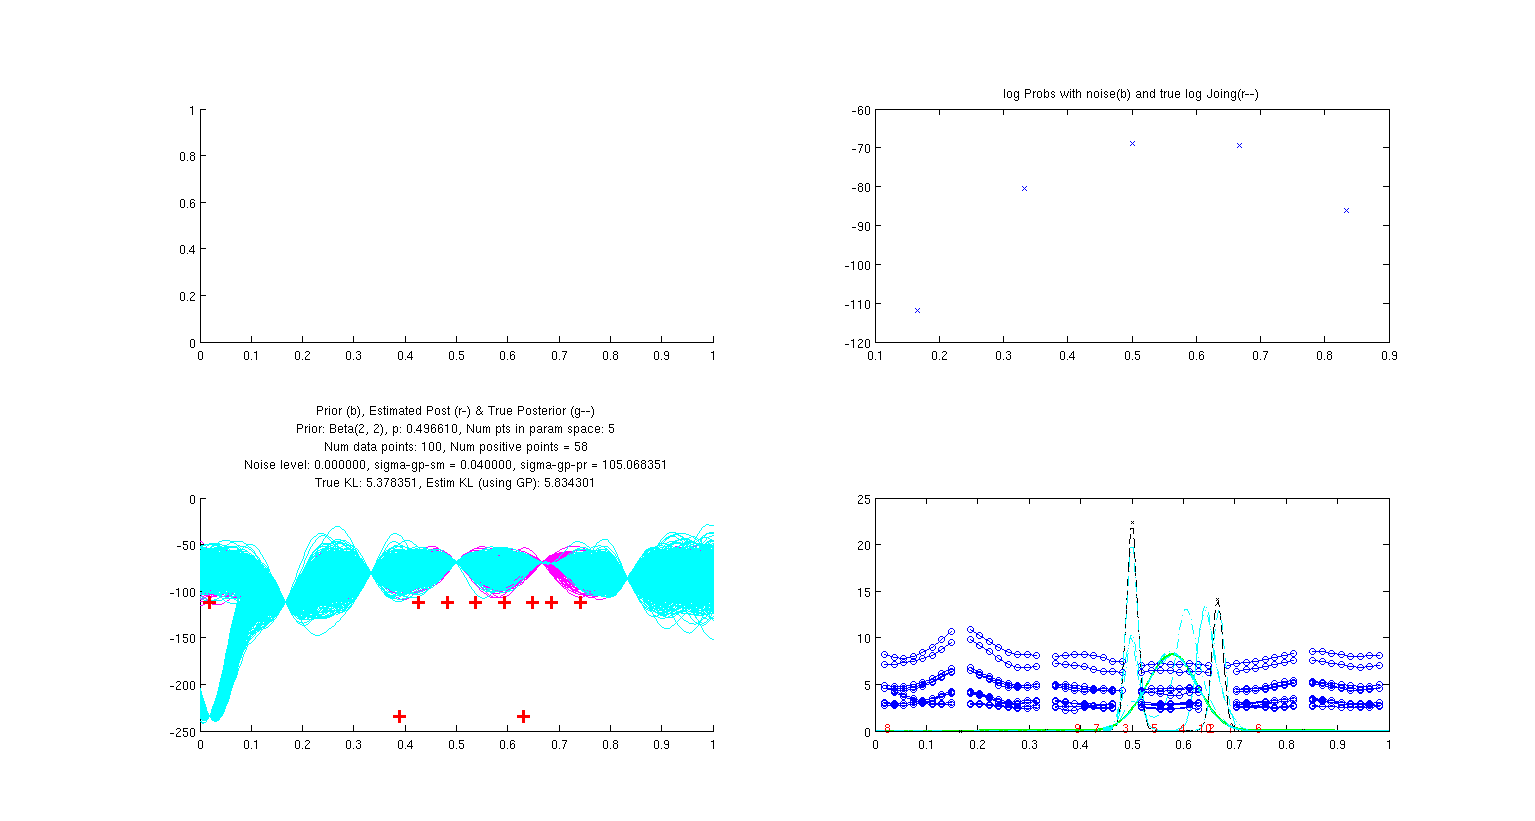 1
0.8
0.6
0.4
0.2
0
0 0.1 0.2 0.3 0.4 0.5 0.6 0.7 0.8 0.9 1
log Probs with noise(b) and true log Joing(r--)
-60
-70
-80
-90
-100
-110
-120
0.1 0.2 0.3 0.4 0.5 0.6 0.7 0.8 0.9
Prior (b), Estimated Post (r-) & True Posterior (g--)
Prior: Beta(2, 2), p: 0.496610, Num pts in param space: 5
Num data points: 100, Num positive points = 58
Noise level: 0.000000, sigma-gp-sm = 0.040000, sigma-gp-pr = 105.068351
True KL: 5.378351, Estim KL (using GP): 5.834301
0
-50
-100
-150
-200
-250
0 0.1 0.2 0.3 0.4 0.5 0.6 0.7 0.8 0.9 1
25
20
15
10
5
0
8 9 7 3 5 4 6
0 0.1 0.2 0.3 0.4 0.5 0.6 0.7 0.8 0.9 1